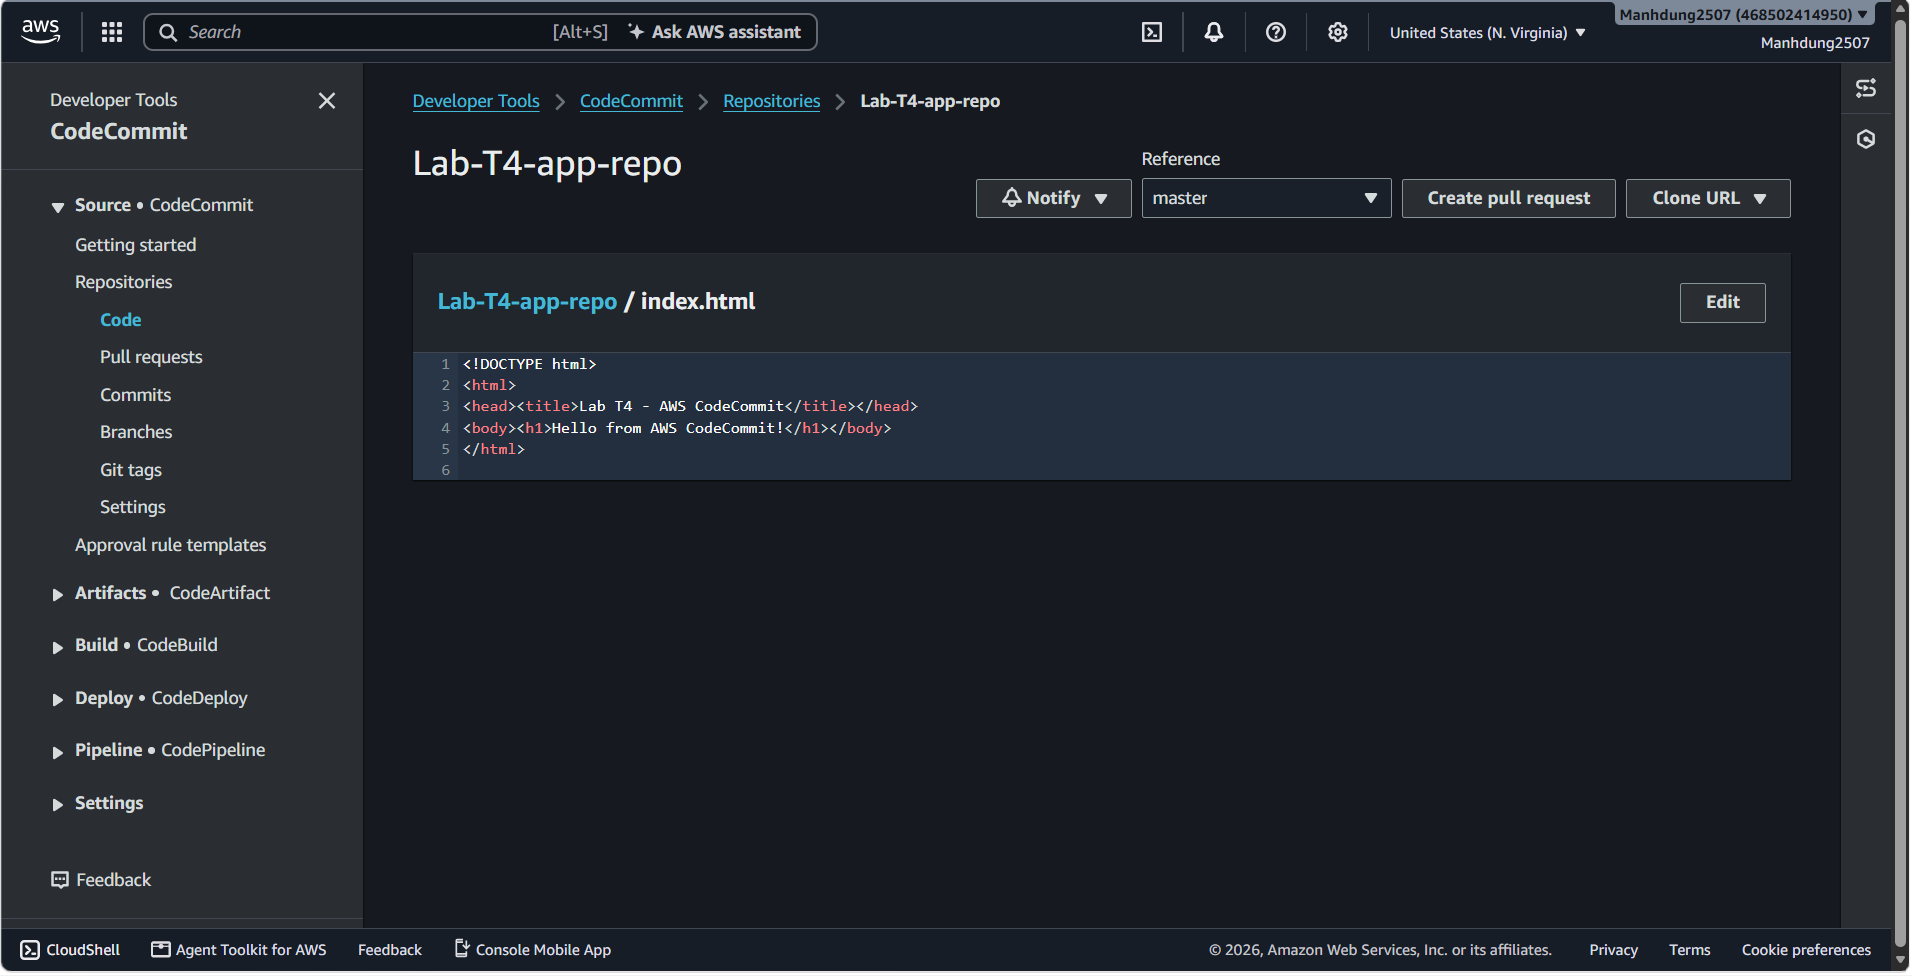 aws
Search [Alt+S] Ask AWS assistant
United States (N. Virginia)
Manhdung2507 (468502414950)
Manhdung2507
Developer Tools
CodeCommit
Source • CodeCommit
Getting started
Repositories
Code
Pull requests
Commits
Branches
Git tags
Settings
Approval rule templates
Artifacts • CodeArtifact
Build • CodeBuild
Deploy • CodeDeploy
Pipeline • CodePipeline
Settings
Feedback
Developer Tools CodeCommit Repositories Lab-T4-app-repo
Lab-T4-app-repo
Reference
Notify master Create pull request Clone URL
Lab-T4-app-repo / index.html
Edit
1 <!DOCTYPE html>
2 <html>
3 <head><title>Lab T4 - AWS CodeCommit</title></head>
4 <body><h1>Hello from AWS CodeCommit!</h1></body>
5 </html>
6
CloudShell Agent Toolkit for AWS Feedback Console Mobile App © 2026, Amazon Web Services, Inc. or its affiliates. Privacy Terms Cookie preferences